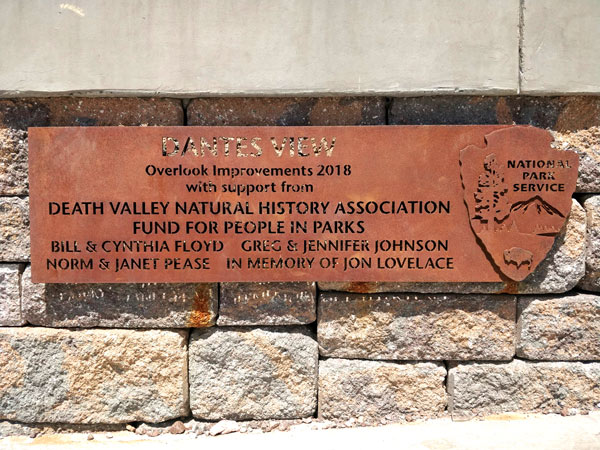 DANTES VIEW
Overlook Improvements 2018
with support from
DEATH VALLEY NATURAL HISTORY ASSOCIATION
FUND FOR PEOPLE IN PARKS
BILL & CYNTHIA FLOYD GREG & JENNIFER JOHNSON
NORM & JANET PEASE IN MEMORY OF JON LOVELACE
NATIONAL
PARK
SERVICE